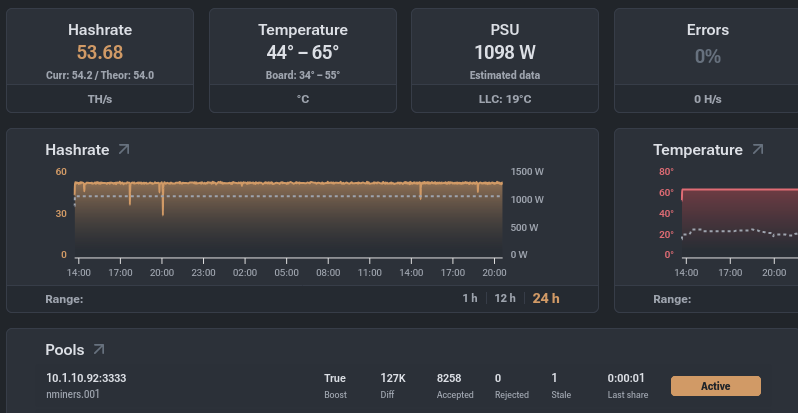 Hashrate
53.68
Curr: 54.2 / Theor: 54.0
TH/s
Temperature
44° – 65°
Board: 34° – 55°
°C
PSU
1098 W
Estimated data
LLC: 19°C
Errors
0%
0 H/s
Hashrate
60
30
0
1500 W
1000 W
500 W
0 W
14:00 17:00 20:00 23:00 02:00 05:00 08:00 11:00 14:00 17:00 20:00
Range: 1 h 12 h 24 h
Temperature
80°
60°
40°
20°
0°
14:00 17:00 20:00
Range:
Pools
10.1.10.92:3333 True 127K 8258 0 1 0:00:01 Active
nminers.001 Boost Diff Accepted Rejected Stale Last share